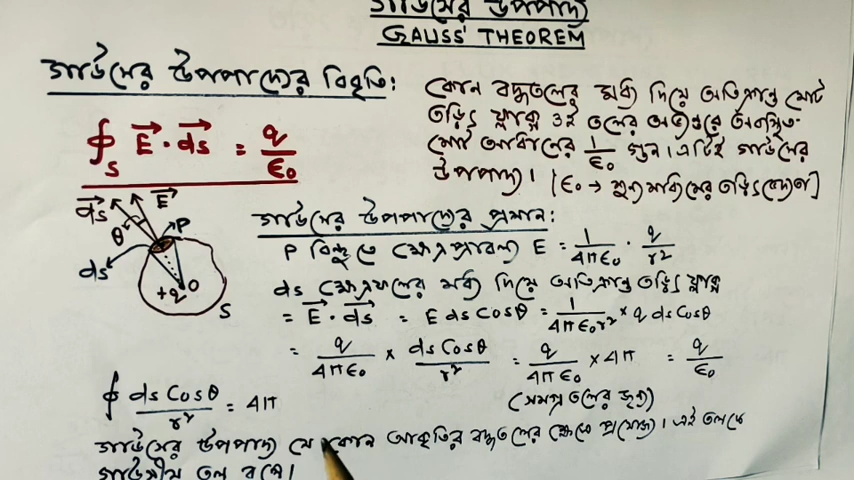 গাউসের উপপাদ্য
GAUSS' THEOREM
গাউসের উপপাদ্যের বিবৃতি:
কোন বদ্ধতলের মধ্য দিয়ে অতিক্রান্ত মোট
তড়িৎ ফ্লাক্স ওই তলের অভ্যন্তরে অবস্থিত
মোট আধানের 1/ε₀ গুন। এটিই গাউসের
উপপাদ্য। [ε₀ → শূন্য মাধ্যমের তড়িৎভেদ্যতা]
∮ₛ E⃗ · ds⃗ = q/ε₀
ds⃗ E⃗
θ P
ds
+q O
S
গাউসের উপপাদ্যের প্রমান:
P বিন্দুতে ক্ষেত্রপ্রাবল্য E = 1/4πε₀ · q/r²
ds ক্ষেত্রফলের মধ্য দিয়ে অতিক্রান্ত তড়িৎ ফ্লাক্স
= E⃗ · ds⃗ = E ds Cosθ = 1/4πε₀r² × q ds Cosθ
= q/4πε₀ × ds Cosθ/r² = q/4πε₀ × 4π = q/ε₀
∮ ds Cosθ/r² = 4π
(সমগ্র তলের জন্য)
গাউসের উপপাদ্য যে কোন আকৃতির বদ্ধতলের ক্ষেত্রে প্রযোজ্য। এই তলকে
গাউসীয় তল বলে।